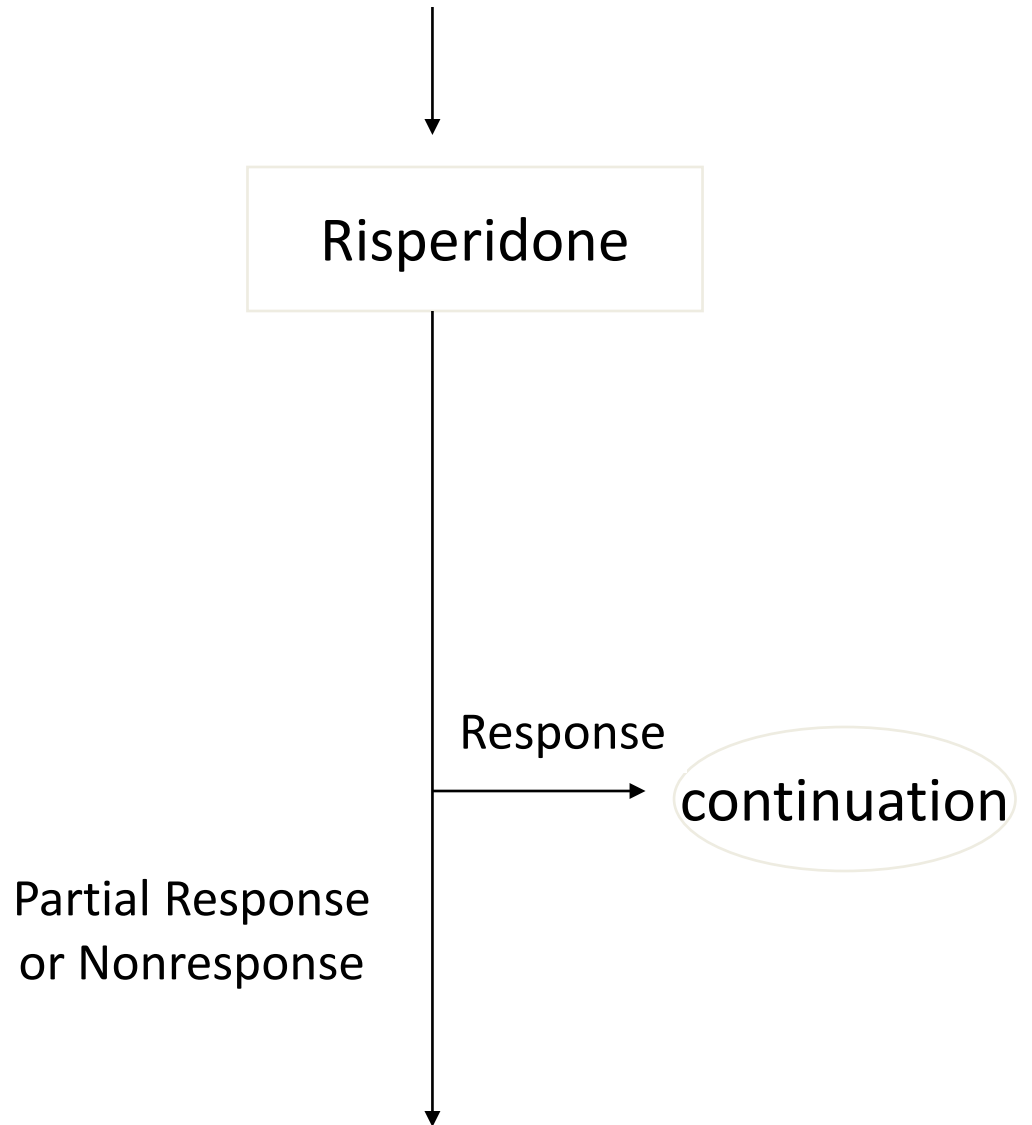 Risperidone
Response
continuation
Partial Response
or Nonresponse